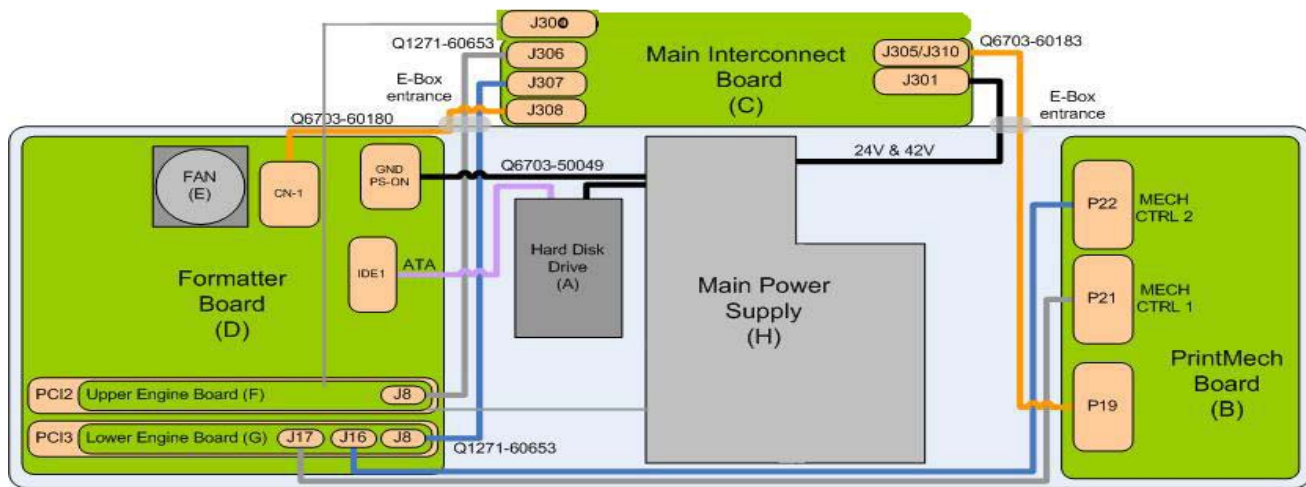 J304
Q1271-60653
J306
J307
J308
Main Interconnect
Board
(C)
J305/J310
J301
Q6703-60183
E-Box
entrance
E-Box
entrance
Q6703-60180
FAN
(E)
CN-1
GND
PS-ON
Q6703-50049
24V & 42V
IDE1
ATA
Hard Disk
Drive
(A)
Formatter
Board
(D)
Main Power
Supply
(H)
P22
MECH
CTRL 2
P21
MECH
CTRL 1
P19
PrintMech
Board
(B)
PCI2
Upper Engine Board (F)
J8
PCI3
Lower Engine Board (G)
J17
J16
J8
Q1271-60653